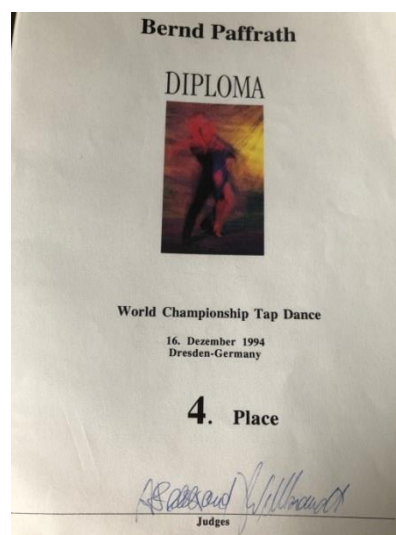 Bernd Paffrath
DIPLOMA
World Championship Tap Dance
16. Dezember 1994
Dresden-Germany
4. Place
Judges